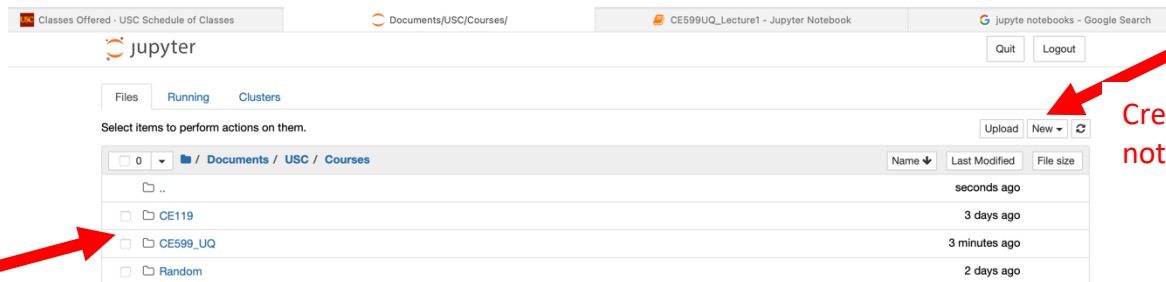 Classes Offered · USC Schedule of Classes Documents/USC/Courses/ CE599UQ_Lecture1 - Jupyter Notebook jupyte notebooks - Google Search
jupyter Quit Logout
Files Running Clusters
Select items to perform actions on them. Upload New
Cre
not
0 / Documents / USC / Courses Name Last Modified File size
.. seconds ago
CE119 3 days ago
CE599_UQ 3 minutes ago
Random 2 days ago